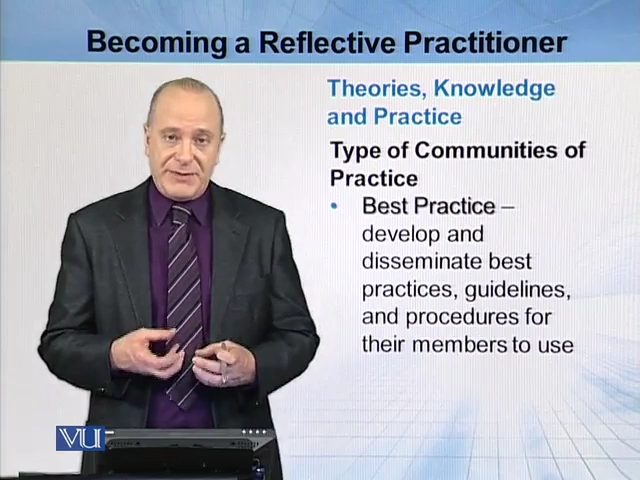 Becoming a Reflective Practitioner
Theories, Knowledge
and Practice
Type of Communities of
Practice
• Best Practice –
develop and
disseminate best
practices, guidelines,
and procedures for
their members to use
VU